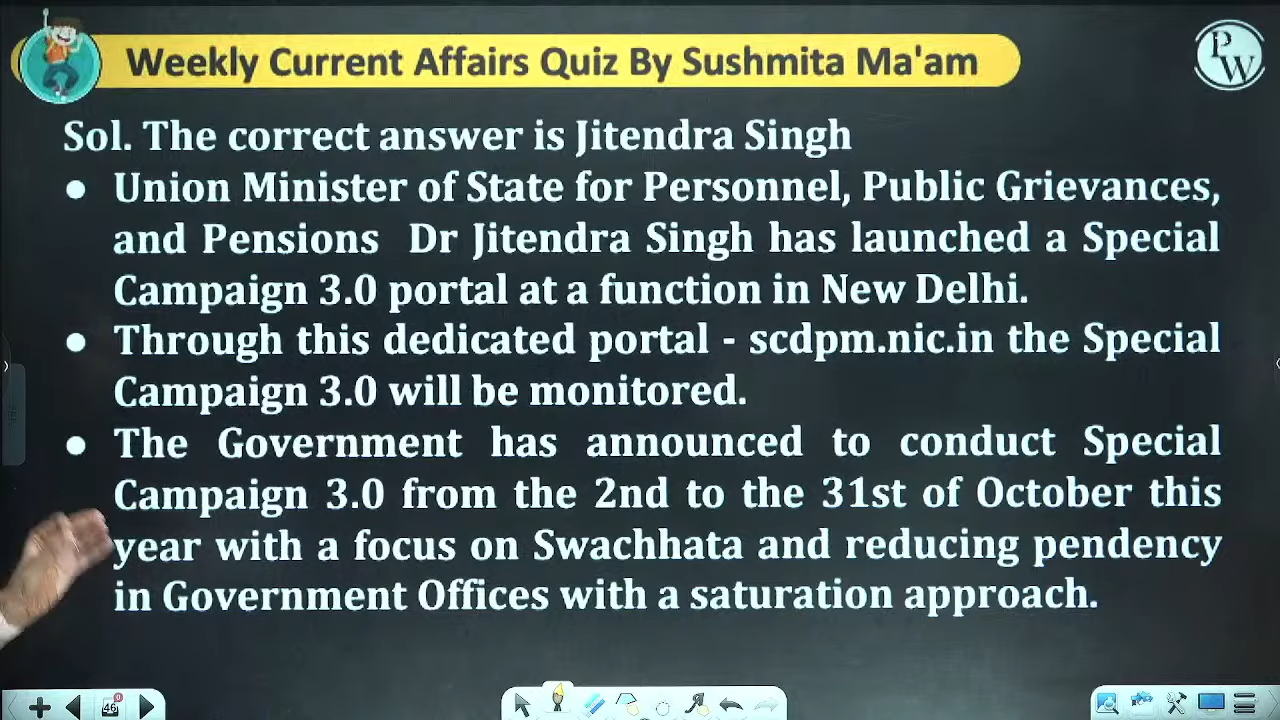 Weekly Current Affairs Quiz By Sushmita Ma'am
PW
Sol. The correct answer is Jitendra Singh
● Union Minister of State for Personnel, Public Grievances,
and Pensions Dr Jitendra Singh has launched a Special
Campaign 3.0 portal at a function in New Delhi.
● Through this dedicated portal - scdpm.nic.in the Special
Campaign 3.0 will be monitored.
● The Government has announced to conduct Special
Campaign 3.0 from the 2nd to the 31st of October this
year with a focus on Swachhata and reducing pendency
in Government Offices with a saturation approach.
46
0